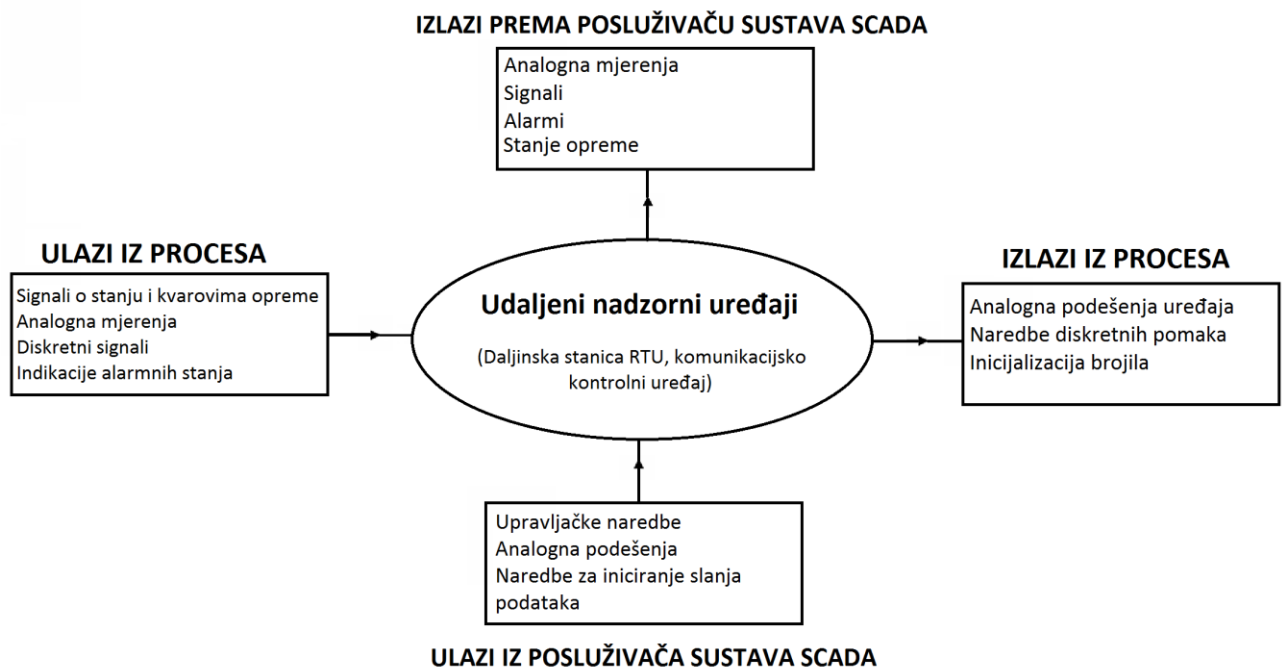 IZLAZI PREMA POSLUŽIVAČU SUSTAVA SCADA
Analogna mjerenja
Signali
Alarmi
Stanje opreme
ULAZI IZ PROCESA
Signali o stanju i kvarovima opreme
Analogna mjerenja
Diskretni signali
Indikacije alarmnih stanja
Udaljeni nadzorni uređaji
(Daljinska stanica RTU, komunikacijsko
kontrolni uređaj)
IZLAZI IZ PROCESA
Analogna podešenja uređaja
Naredbe diskretnih pomaka
Inicijalizacija brojila
Upravljačke naredbe
Analogna podešenja
Naredbe za iniciranje slanja
podataka
ULAZI IZ POSLUŽIVAČA SUSTAVA SCADA